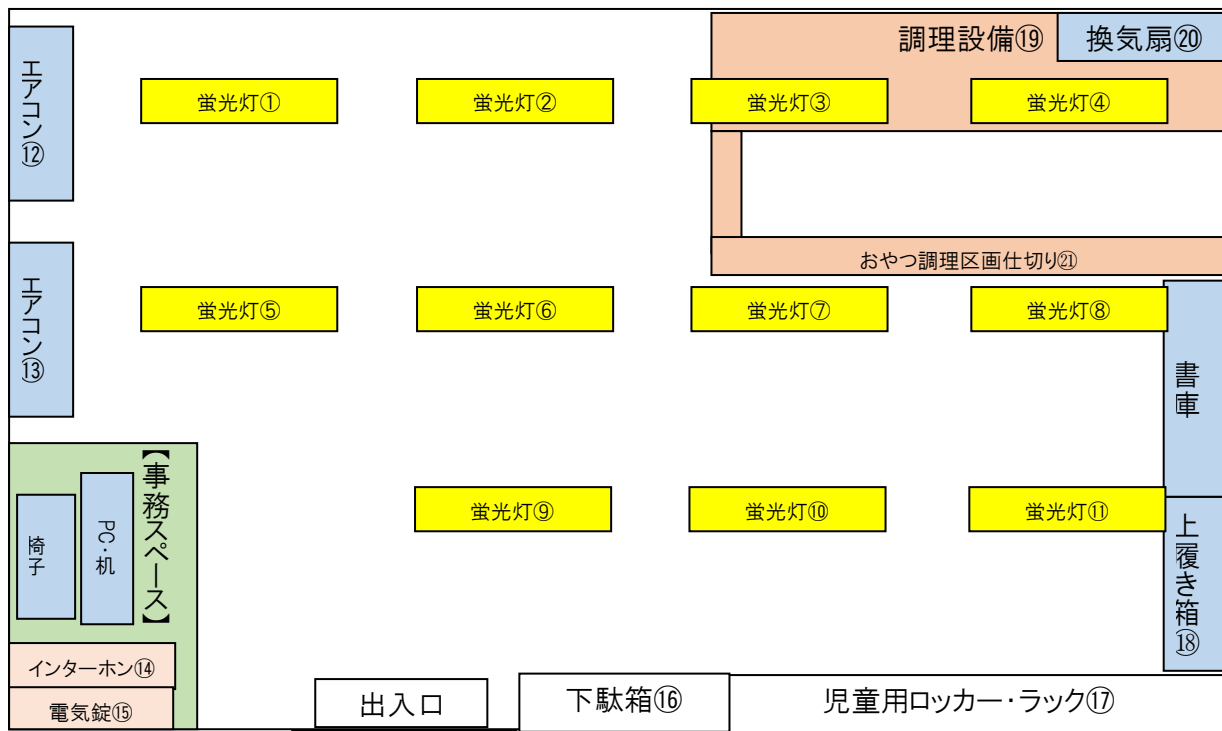 調理設備⑲
換気扇⑳
エアコン⑫
蛍光灯①
蛍光灯②
蛍光灯③
蛍光灯④
おやつ調理区画仕切り㉑
エアコン⑬
蛍光灯⑤
蛍光灯⑥
蛍光灯⑦
蛍光灯⑧
書庫
【事務スペース】
PC・机
椅子
蛍光灯⑨
蛍光灯⑩
蛍光灯⑪
上履き箱⑱
インターホン⑭
電気錠⑮
出入口
下駄箱⑯
児童用ロッカー・ラック⑰